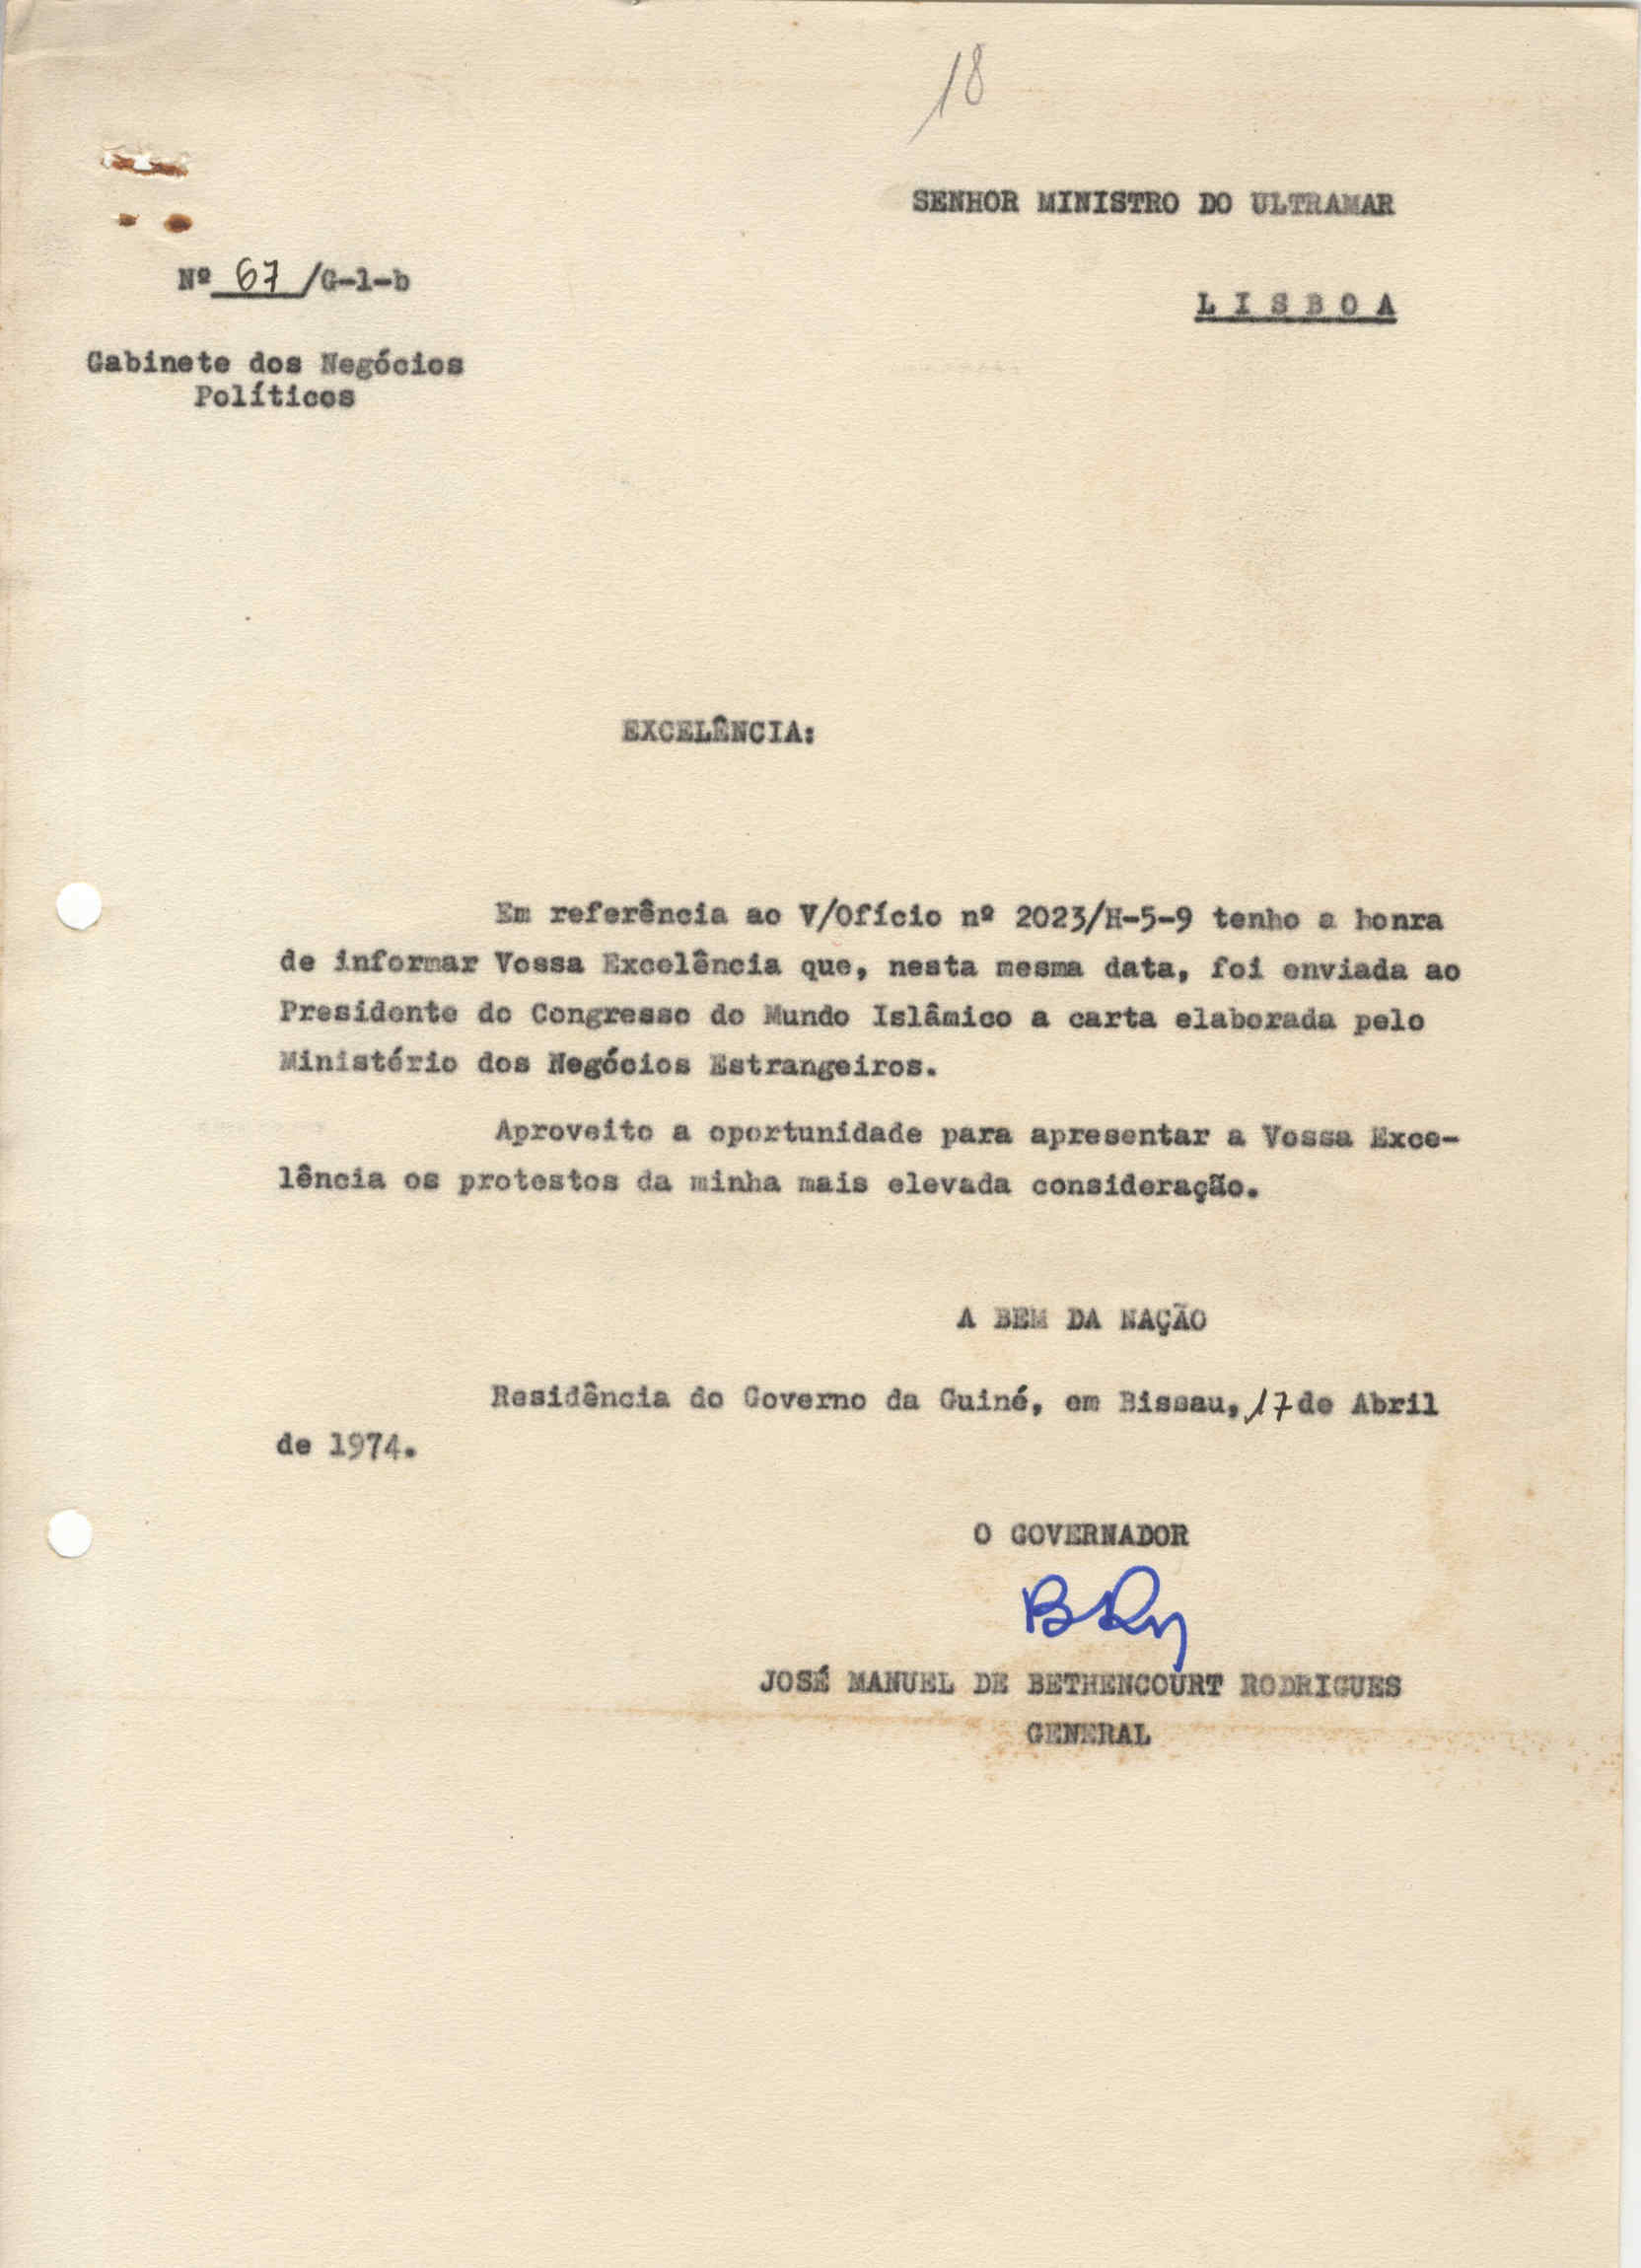 18
SENHOR MINISTRO DO ULTRAMAR
Nº 67/G-1-b
LISBOA
Gabinete dos Negócios
Políticos
EXCELÊNCIA:
Em referência ao V/Ofício nº 2023/H-5-9 tenho a honra
de informar Vossa Excelência que, nesta mesma data, foi enviada ao
Presidente do Congresso do Mundo Islâmico a carta elaborada pelo
Ministério dos Negócios Estrangeiros.
Aproveito a oportunidade para apresentar a Vossa Exce-
lência os protestos da minha mais elevada consideração.
A BEM DA NAÇÃO
Residência do Governo da Guiné, em Bissau, 17 de Abril
de 1974.
O GOVERNADOR
JOSÉ MANUEL DE BETHENCOURT RODRIGUES
GENERAL